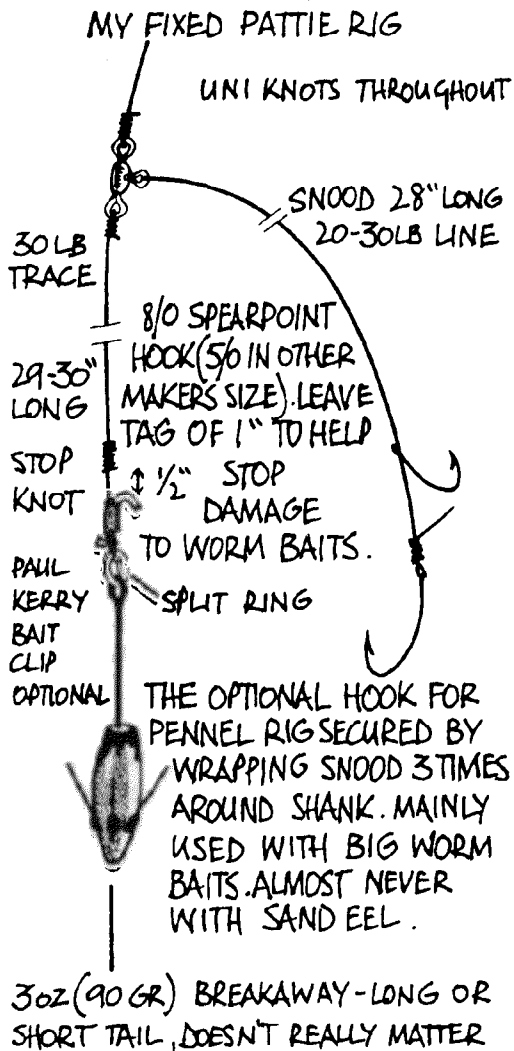 MY FIXED PATTIE RIG
UNI KNOTS THROUGHOUT
SNOOD 28" LONG
20-30LB LINE
30 LB
TRACE
8/0 SPEARPOINT
HOOK (5/0 IN OTHER
MAKERS SIZE). LEAVE
TAG OF 1" TO HELP
STOP
DAMAGE
TO WORM BAITS.
29-30"
LONG
STOP
KNOT
1/2"
PAUL
KERRY
BAIT
CLIP
OPTIONAL
SPLIT RING
THE OPTIONAL HOOK FOR
PENNEL RIG SECURED BY
WRAPPING SNOOD 3 TIMES
AROUND SHANK. MAINLY
USED WITH BIG WORM
BAITS. ALMOST NEVER
WITH SAND EEL.
3OZ (90 GR) BREAKAWAY-LONG OR
SHORT TAIL, DOESN'T REALLY MATTER